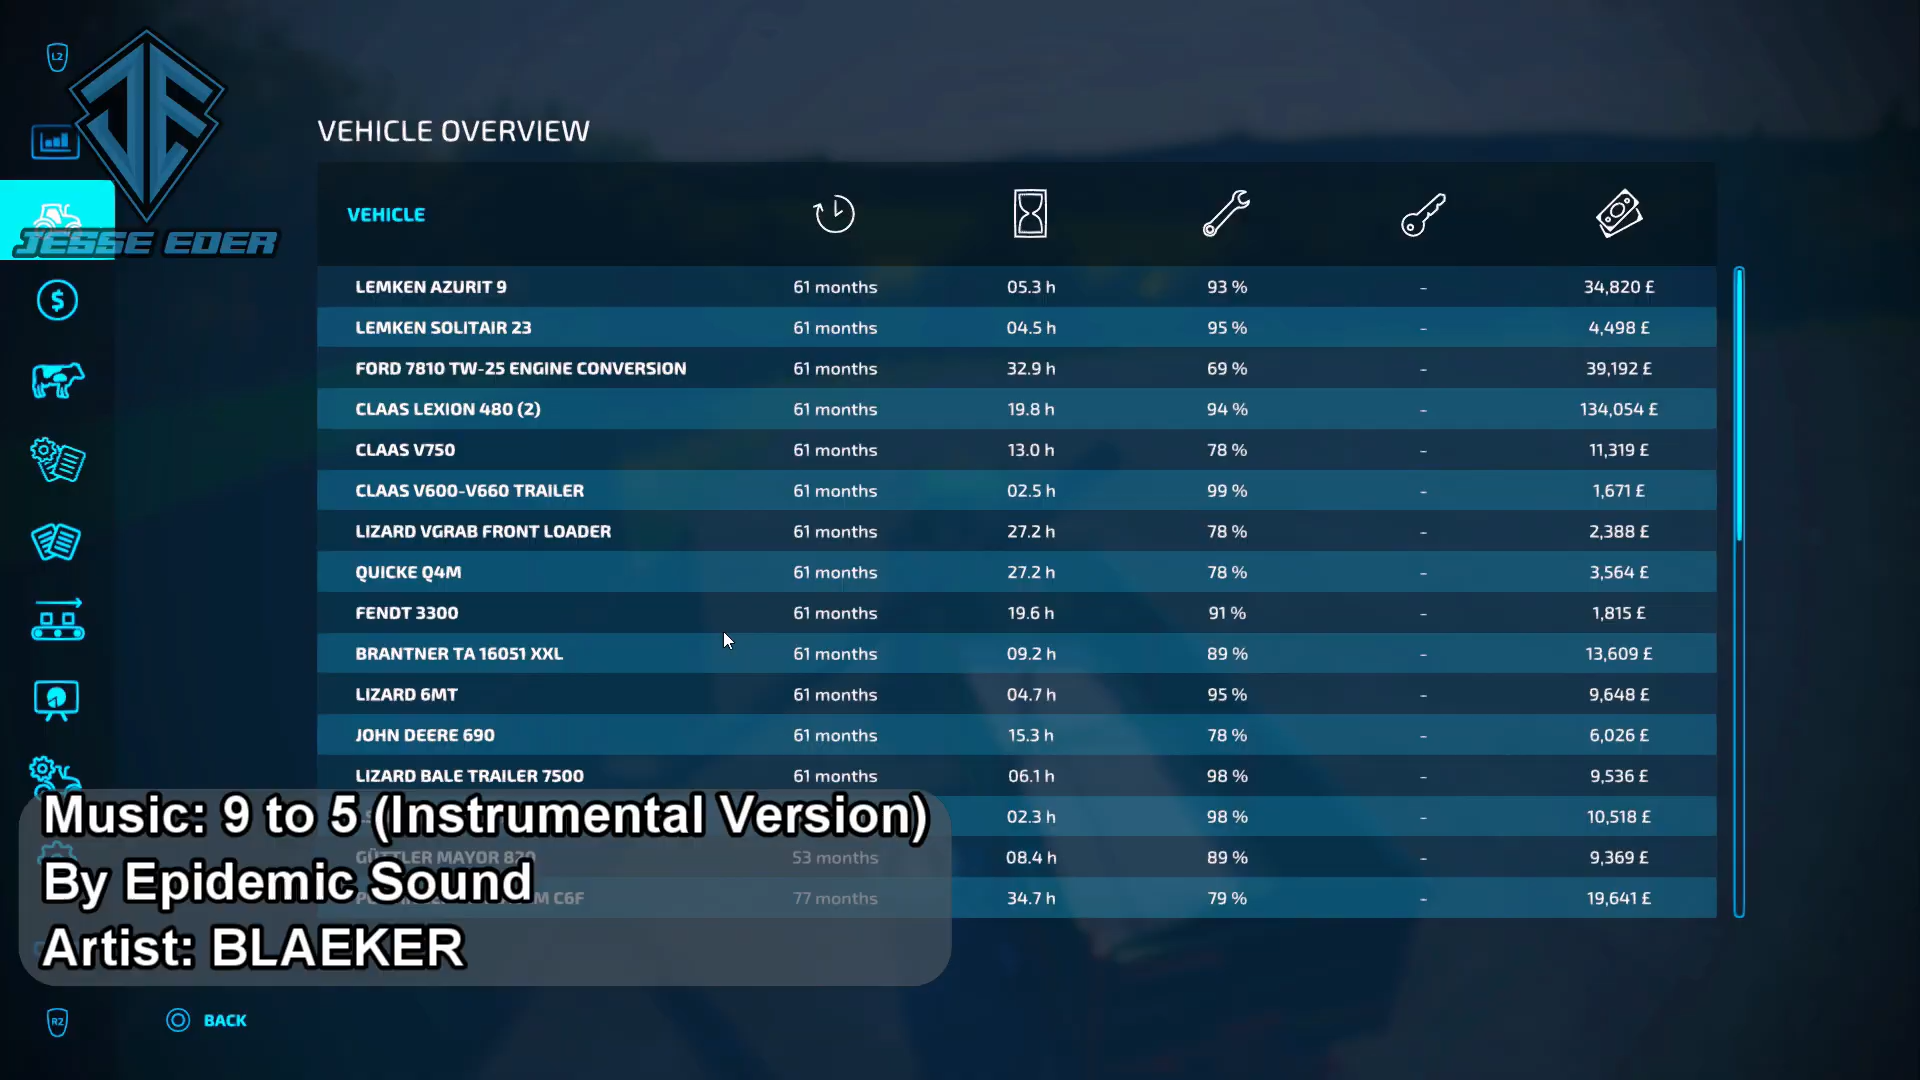 L2
JESSE EDER
VEHICLE OVERVIEW
VEHICLE
LEMKEN AZURIT 9 61 months 05.3 h 93 % - 34,820 £
LEMKEN SOLITAIR 23 61 months 04.5 h 95 % - 4,498 £
FORD 7810 TW-25 ENGINE CONVERSION 61 months 32.9 h 69 % - 39,192 £
CLAAS LEXION 480 (2) 61 months 19.8 h 94 % - 134,054 £
CLAAS V750 61 months 13.0 h 78 % - 11,319 £
CLAAS V600-V660 TRAILER 61 months 02.5 h 99 % - 1,671 £
LIZARD VGRAB FRONT LOADER 61 months 27.2 h 78 % - 2,388 £
QUICKE Q4M 61 months 27.2 h 78 % - 3,564 £
FENDT 3300 61 months 19.6 h 91 % - 1,815 £
BRANTNER TA 16051 XXL 61 months 09.2 h 89 % - 13,609 £
LIZARD 6MT 61 months 04.7 h 95 % - 9,648 £
JOHN DEERE 690 61 months 15.3 h 78 % - 6,026 £
LIZARD BALE TRAILER 7500 61 months 06.1 h 98 % - 9,536 £
02.3 h 98 % - 10,518 £
GÜTTLER MAYOR 53 months 08.4 h 89 % - 9,369 £
C6F 77 months 34.7 h 79 % - 19,641 £
Music: 9 to 5 (Instrumental Version)
By Epidemic Sound
Artist: BLAEKER
R2
BACK